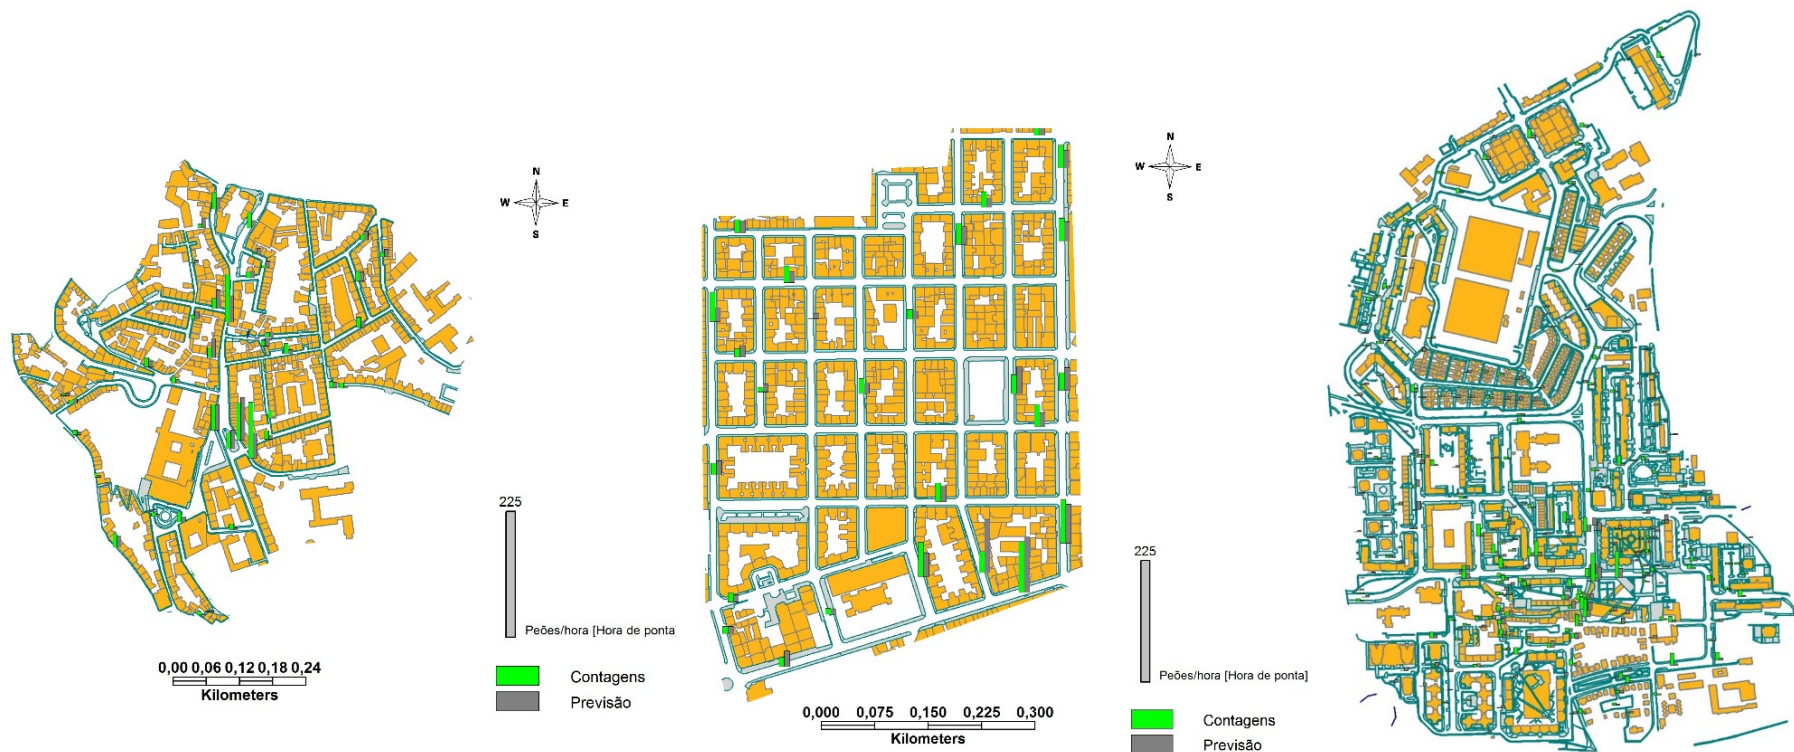 N
W E
S
225
Peões/hora [Hora de ponta
0,00 0,06 0,12 0,18 0,24
Kilometers
Contagens
Previsão
N
W E
S
225
Peões/hora [Hora de ponta]
0,000 0,075 0,150 0,225 0,300
Kilometers
Contagens
Previsão